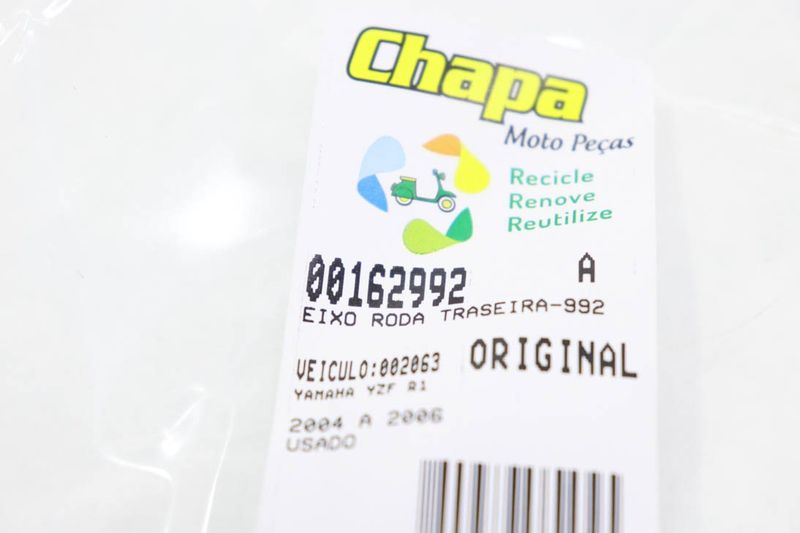 Chapa
Moto Peças
Recicle
Renove
Reutilize
00162992 A
EIXO RODA TRASEIRA-992
VEICULO:002063 ORIGINAL
YAMAHA YZF R1
2004 A 2006
USADO